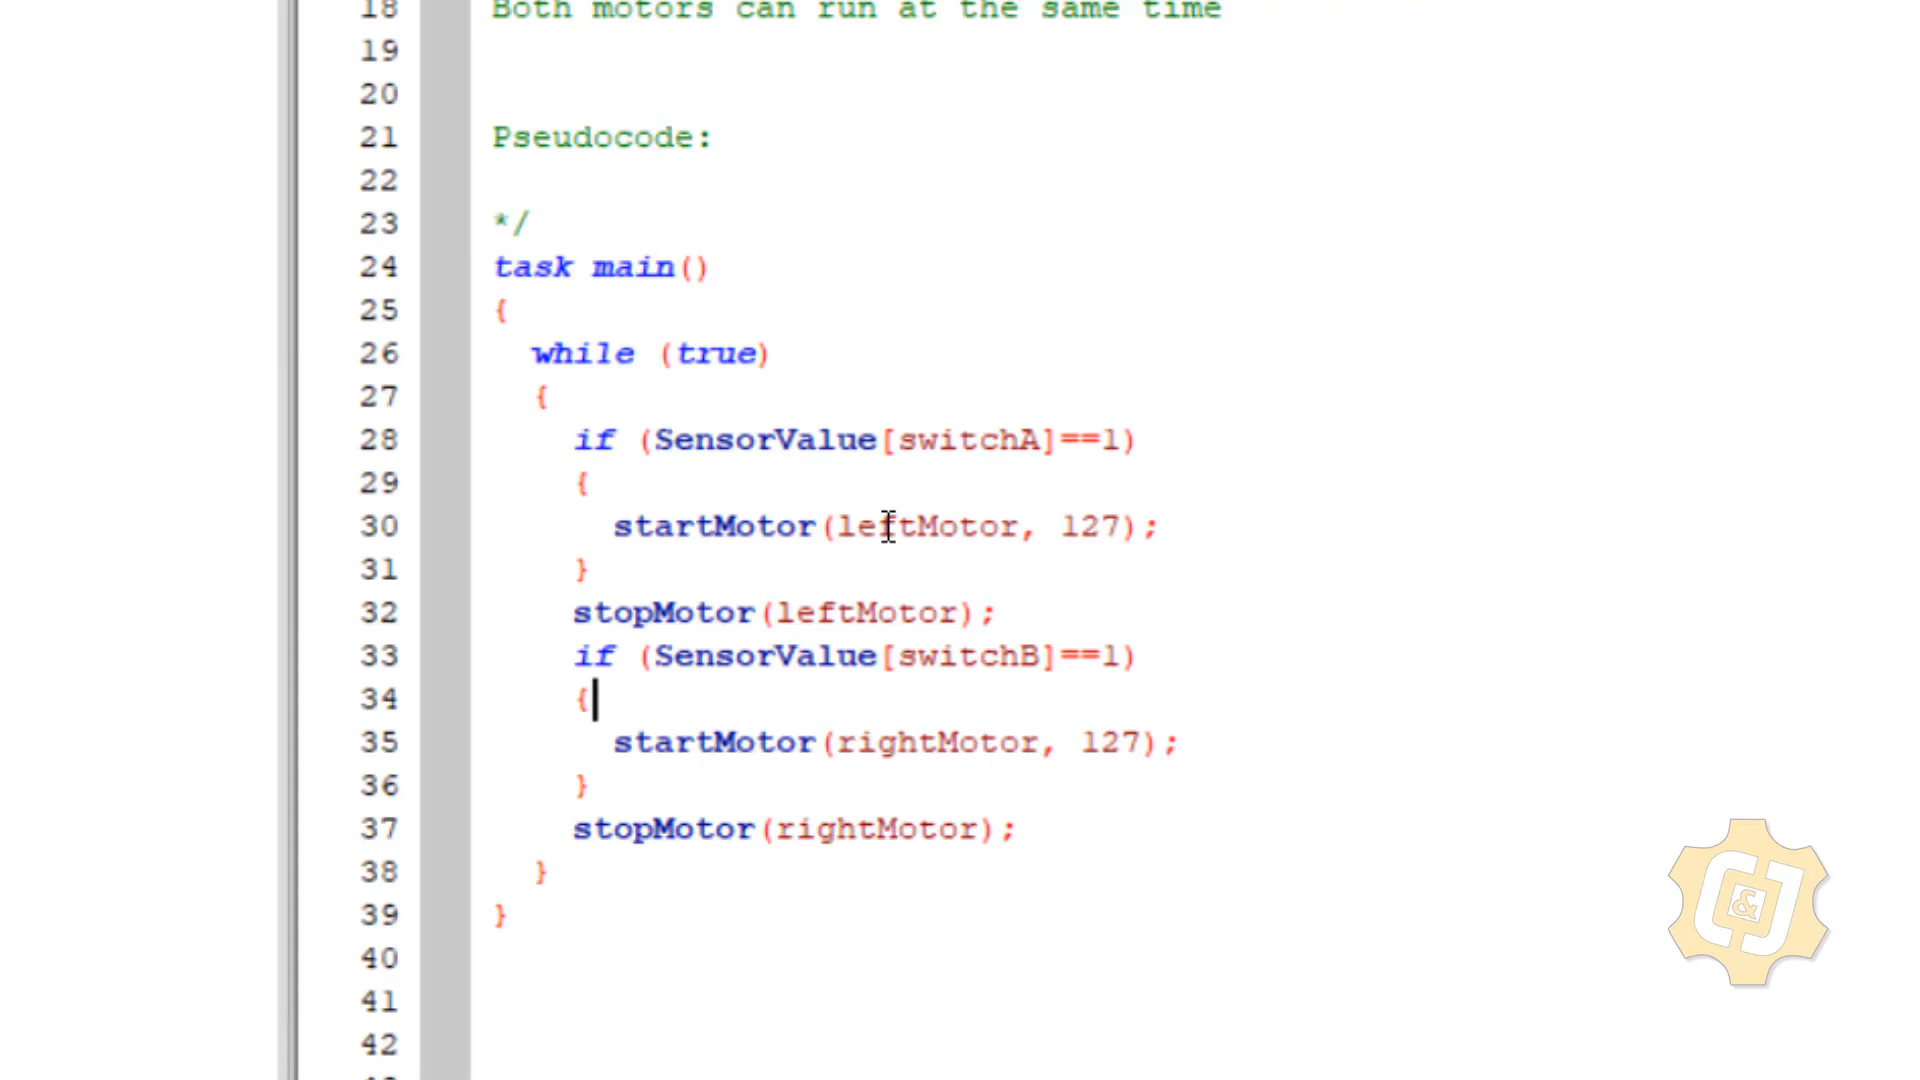 18 Both motors can run at the same time
19
20
21 Pseudocode:
22
23 */
24 task main()
25 {
26 while (true)
27 {
28 if (SensorValue[switchA]==1)
29 {
30 startMotor(leftMotor, 127);
31 }
32 stopMotor(leftMotor);
33 if (SensorValue[switchB]==1)
34 {
35 startMotor(rightMotor, 127);
36 }
37 stopMotor(rightMotor);
38 }
39 }
40
41
42
C&J